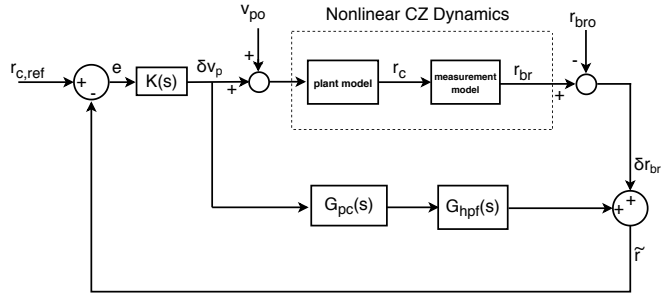 Nonlinear CZ Dynamics
v_po
r_bro
r_c,ref
+
-
e
K(s)
δv_p
+
+
plant model
r_c
measurement
model
r_br
+
-
δr_br
G_pc(s)
G_hpf(s)
+
+
r̃